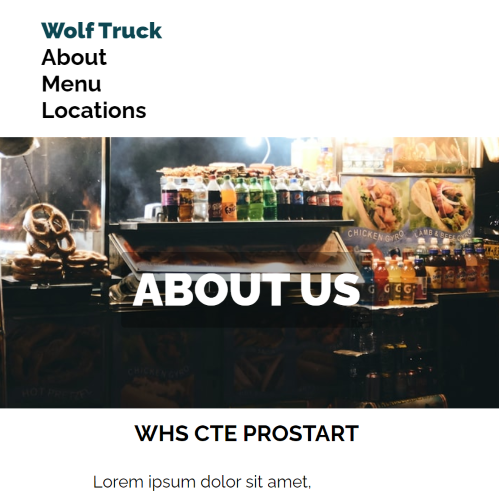 Wolf Truck
About
Menu
Locations
CHICKEN GYRO
LAMB & BEEF GYRO
ABOUT US
WHS CTE PROSTART
Lorem ipsum dolor sit amet,